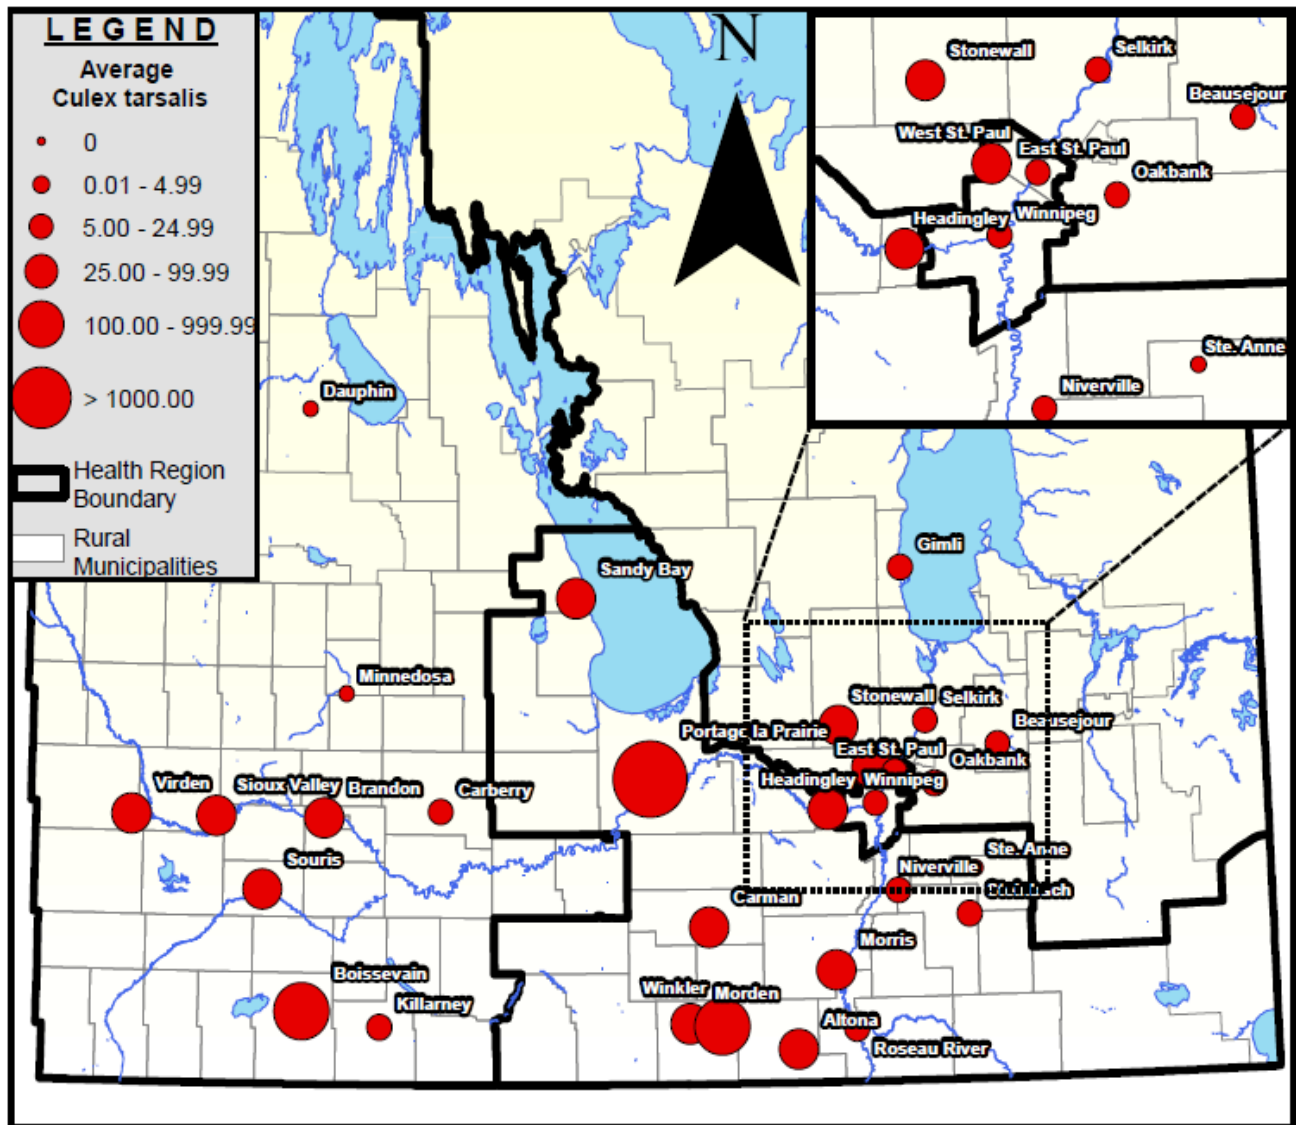 LEGEND
Average
Culex tarsalis
0
0.01 - 4.99
5.00 - 24.99
25.00 - 99.99
100.00 - 999.99
> 1000.00
Health Region
Boundary
Rural
Municipalities
N
Stonewall
Selkirk
Beausejour
West St. Paul
East St. Paul
Oakbank
Headingley
Winnipeg
Ste. Anne
Niverville
Dauphin
Gimli
Sandy Bay
Minnedosa
Stonewall
Selkirk
Beausejour
Portage la Prairie
East St. Paul
Oakbank
Headingley
Winnipeg
Virden
Sioux Valley
Brandon
Carberry
Souris
Ste. Anne
Niverville
Steinbach
Carman
Morris
Boissevain
Killarney
Winkler
Morden
Altona
Roseau River